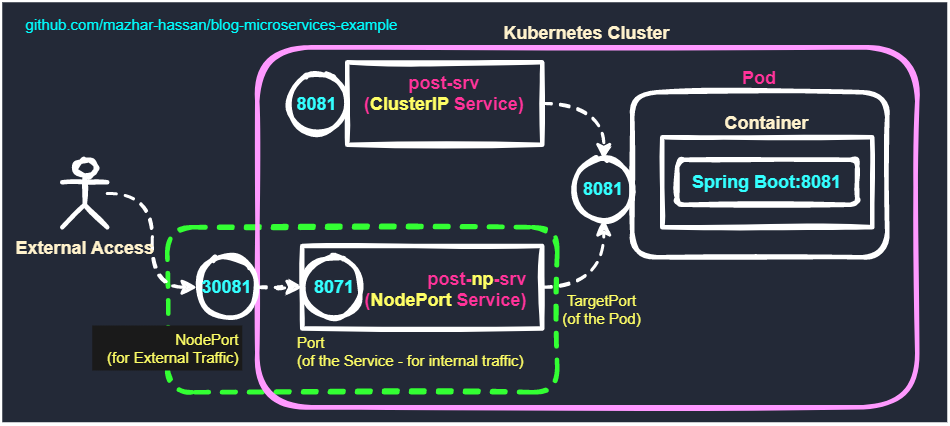 github.com/mazhar-hassan/blog-microservices-example
Kubernetes Cluster
8081
post-srv
(ClusterIP Service)
Pod
Container
Spring Boot:8081
8081
External Access
30081
8071
post-np-srv
(NodePort Service)
TargetPort
(of the Pod)
NodePort
(for External Traffic)
Port
(of the Service - for internal traffic)